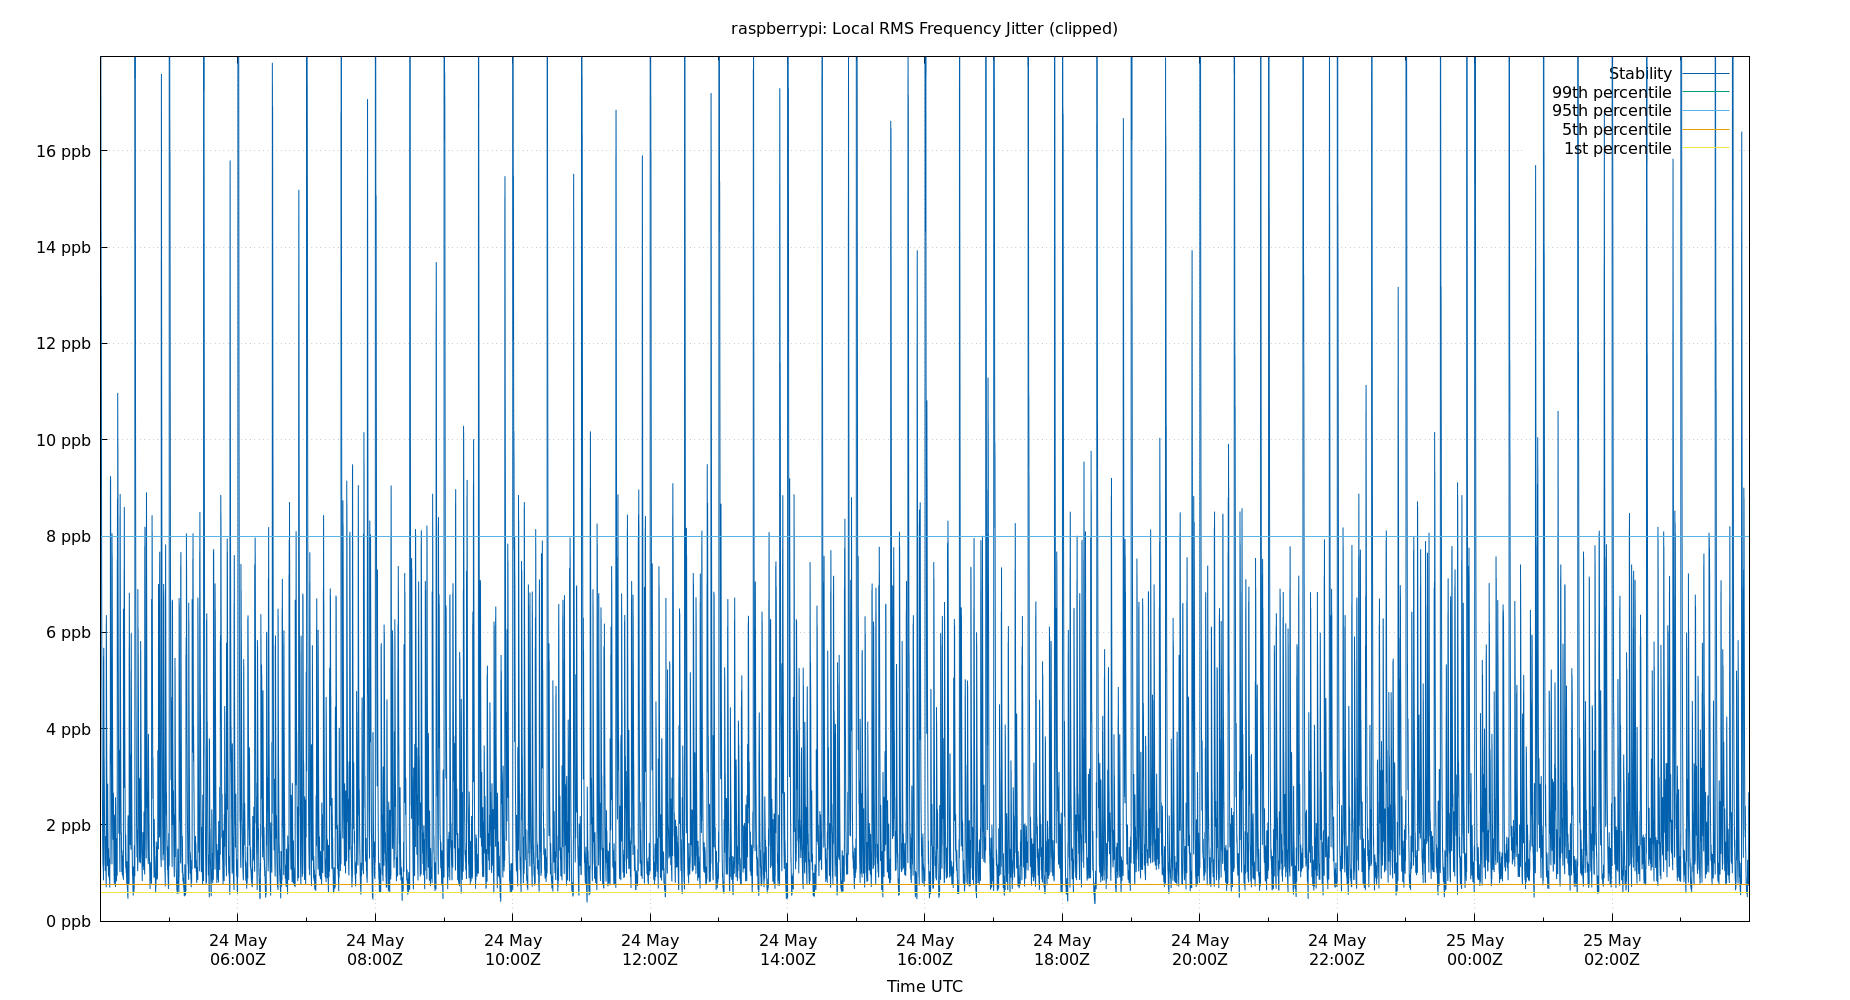 raspberrypi: Local RMS Frequency Jitter (clipped)
Stability
99th percentile
95th percentile
5th percentile
1st percentile
16 ppb
14 ppb
12 ppb
10 ppb
8 ppb
6 ppb
4 ppb
2 ppb
0 ppb
24 May 24 May 24 May 24 May 24 May 24 May 24 May 24 May 24 May 25 May 25 May
06:00Z 08:00Z 10:00Z 12:00Z 14:00Z 16:00Z 18:00Z 20:00Z 22:00Z 00:00Z 02:00Z
Time UTC